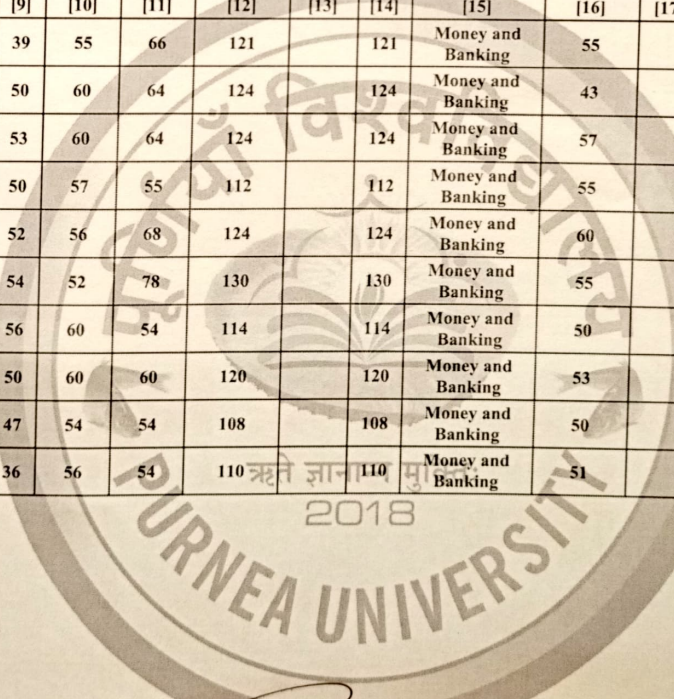 [9] [10] [11] [12] [13] [14] [15] [16]
39 55 66 121 121 Money and Banking 55
50 60 64 124 124 Money and Banking 43
53 60 64 124 124 Money and Banking 57
50 57 55 112 112 Money and Banking 55
52 56 68 124 124 Money and Banking 60
54 52 78 130 130 Money and Banking 55
56 60 54 114 114 Money and Banking 50
50 60 60 120 120 Money and Banking 53
47 54 54 108 108 Money and Banking 50
36 56 54 110 110 Money and Banking 51
पूर्णियाँ विश्वविद्यालय
ऋते ज्ञानान्न मुक्तिः
2018
PURNEA UNIVERSITY